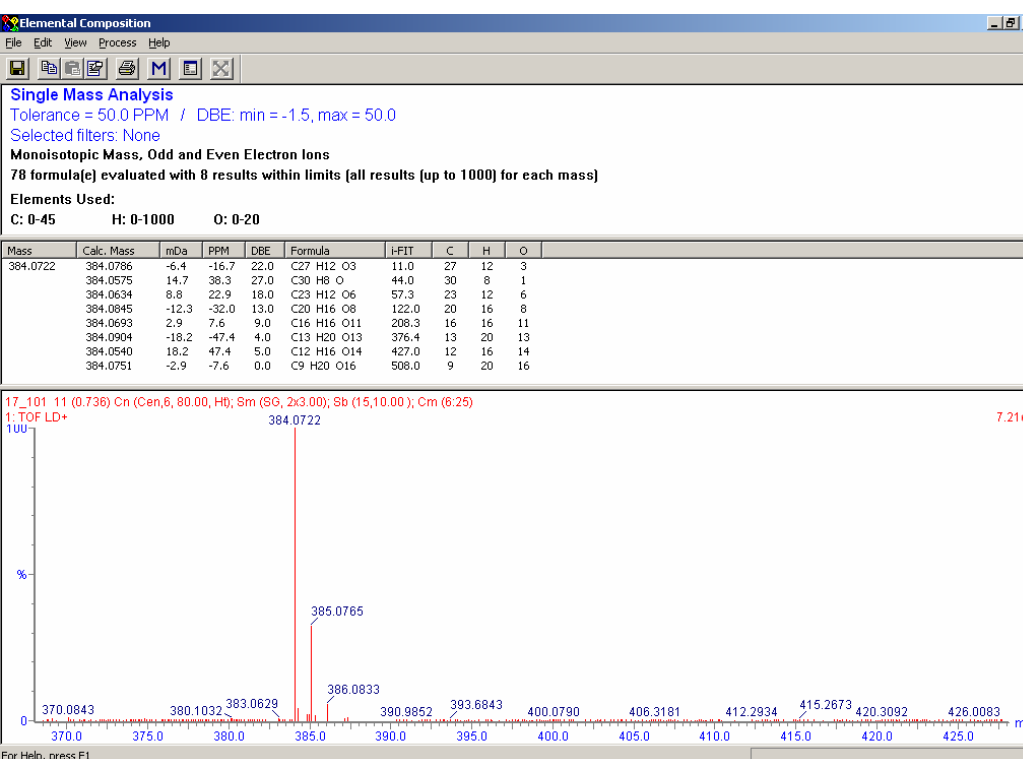 Elemental Composition
File Edit View Process Help
M
Single Mass Analysis
Tolerance = 50.0 PPM / DBE: min = -1.5, max = 50.0
Selected filters: None
Monoisotopic Mass, Odd and Even Electron Ions
78 formula(e) evaluated with 8 results within limits (all results (up to 1000) for each mass)
Elements Used:
C: 0-45 H: 0-1000 O: 0-20
Mass Calc. Mass mDa PPM DBE Formula i-FIT C H O
384.0722 384.0786 -6.4 -16.7 22.0 C27 H12 O3 11.0 27 12 3
384.0575 14.7 38.3 27.0 C30 H8 O 44.0 30 8 1
384.0634 8.8 22.9 18.0 C23 H12 O6 57.3 23 12 6
384.0845 -12.3 -32.0 13.0 C20 H16 O8 122.0 20 16 8
384.0693 2.9 7.6 9.0 C16 H16 O11 208.3 16 16 11
384.0904 -18.2 -47.4 4.0 C13 H20 O13 376.4 13 20 13
384.0540 18.2 47.4 5.0 C12 H16 O14 427.0 12 16 14
384.0751 -2.9 -7.6 0.0 C9 H20 O16 508.0 9 20 16
17_101 11 (0.736) Cn (Cen,6, 80.00, Ht); Sm (SG, 2x3.00); Sb (15,10.00 ); Cm (6:25)
1: TOF LD+ 7.21
100
384.0722
%
385.0765
386.0833
370.0843 380.1032 383.0629 390.9852 393.6843 400.0790 406.3181 412.2934 415.2673 420.3092 426.0083
0
370.0 375.0 380.0 385.0 390.0 395.0 400.0 405.0 410.0 415.0 420.0 425.0 m
For Help, press F1